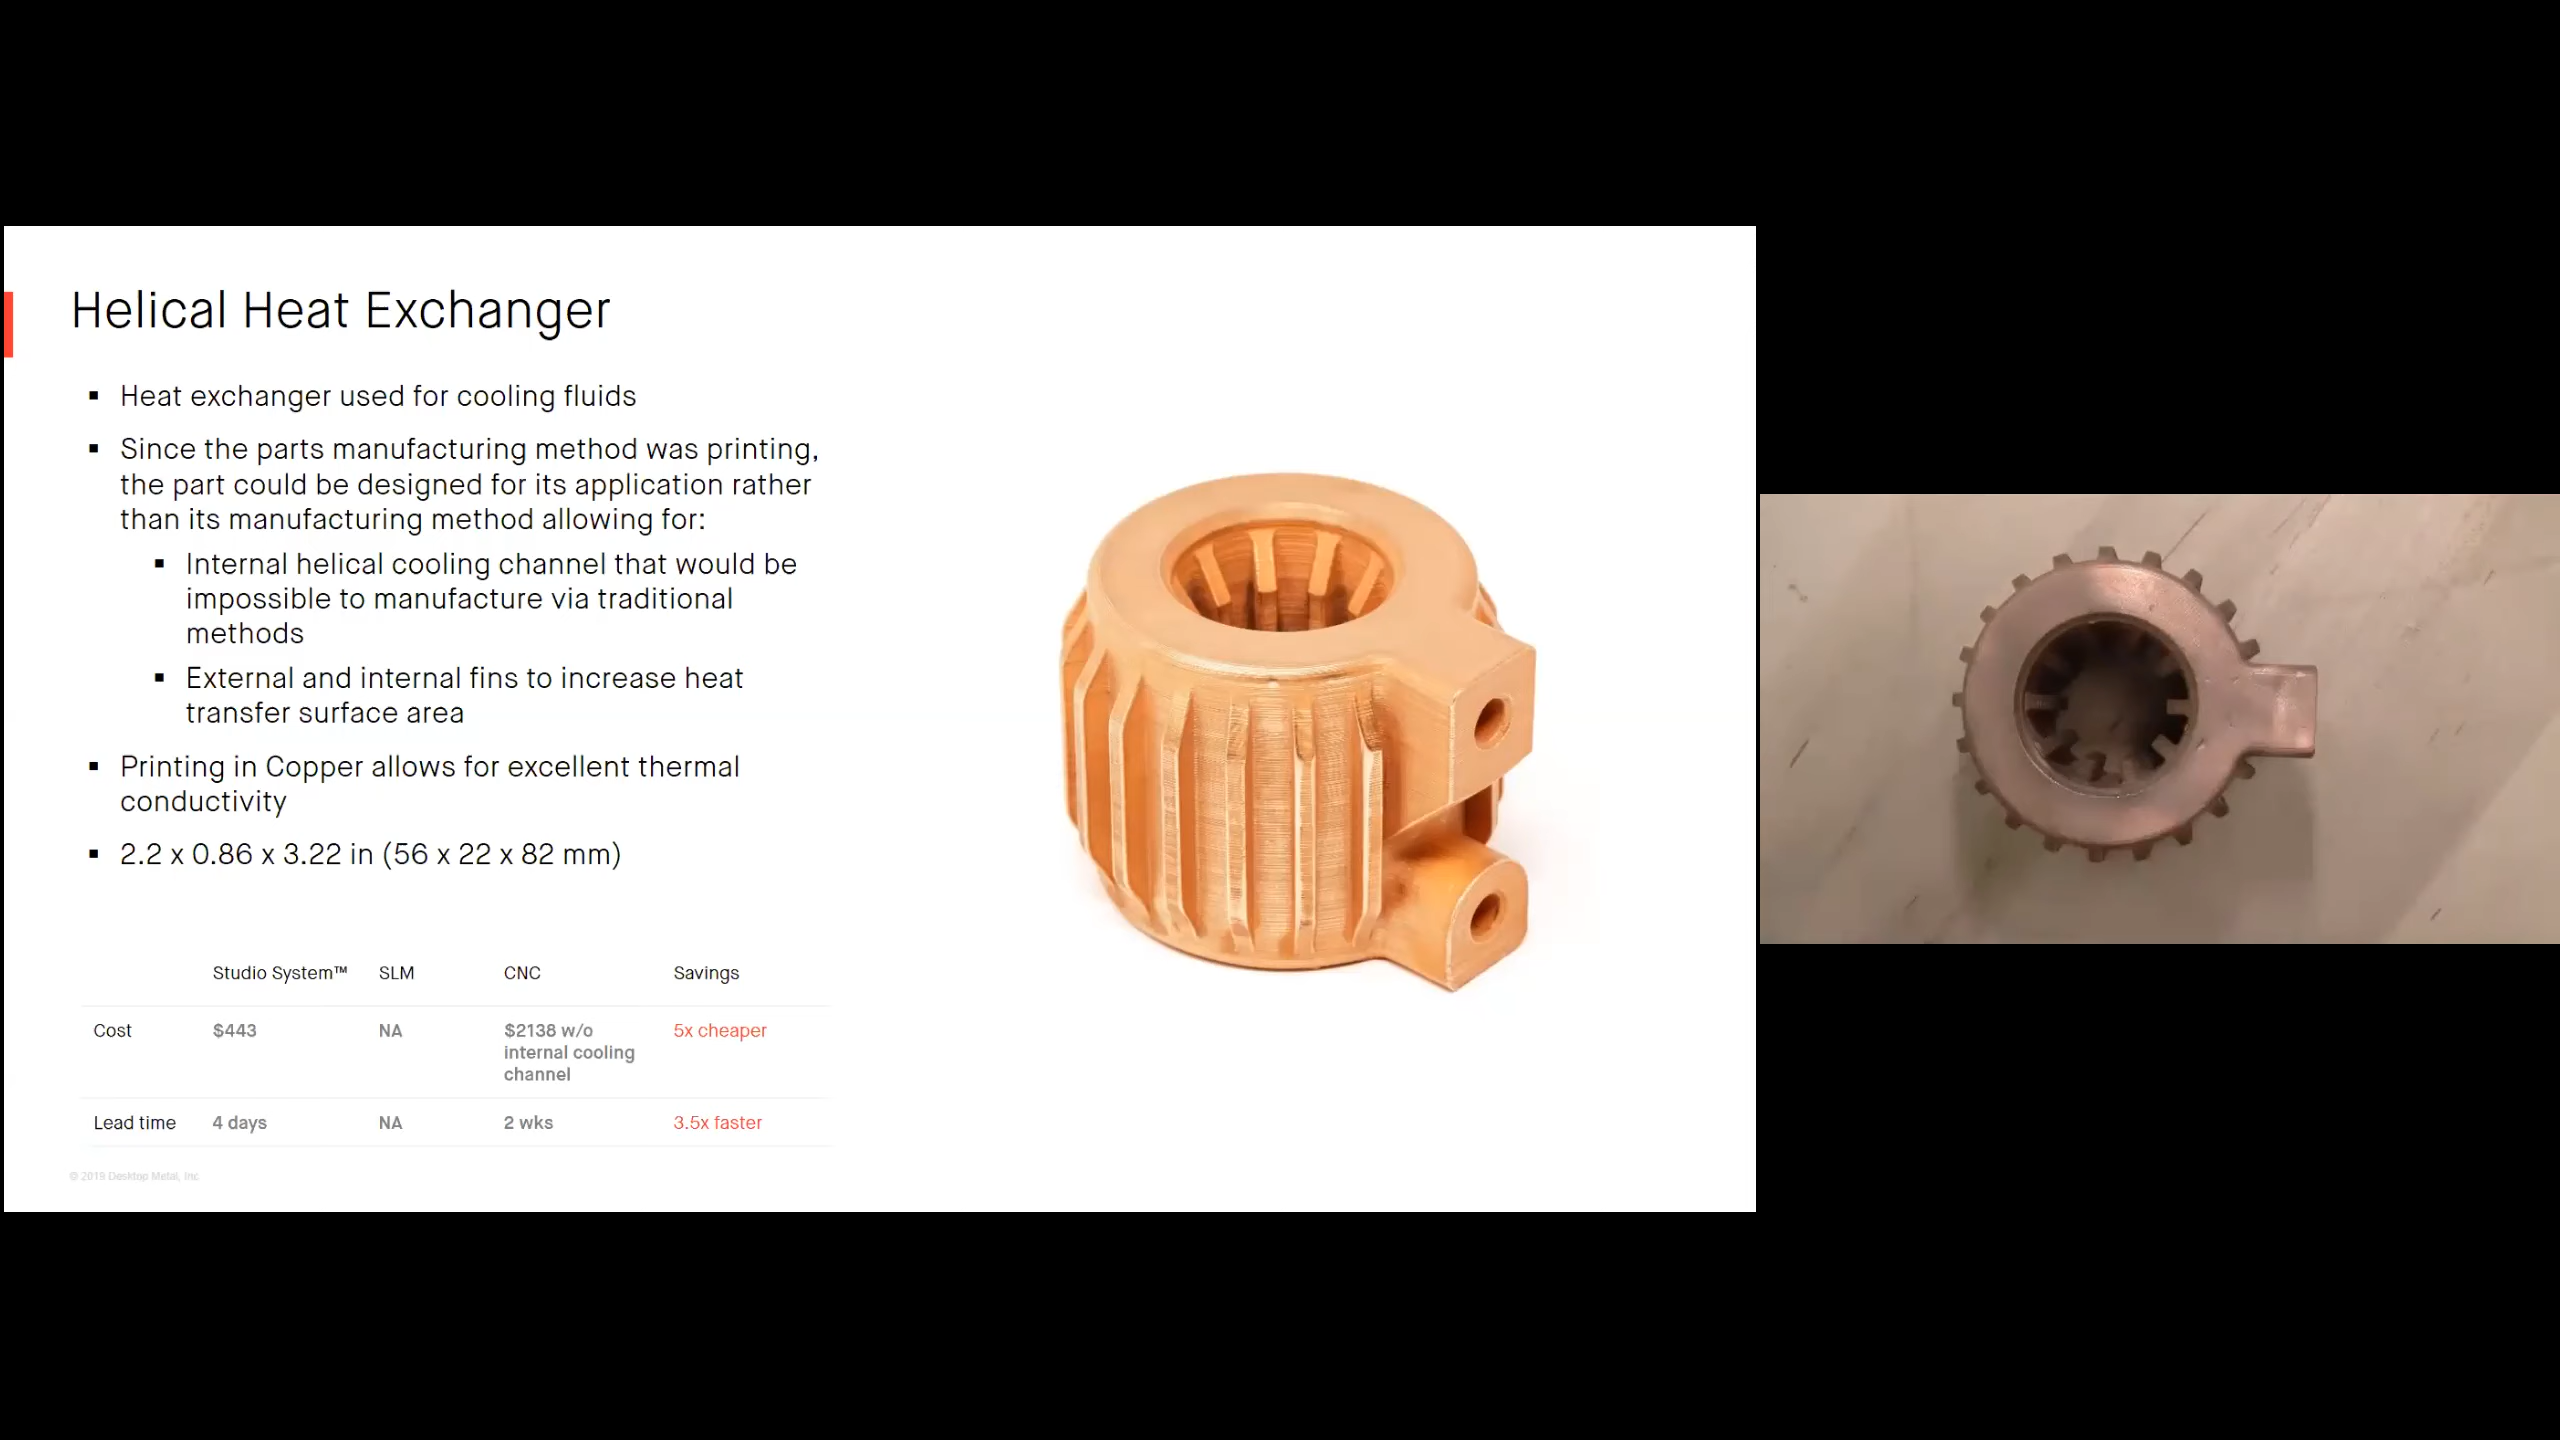 Helical Heat Exchanger
▪ Heat exchanger used for cooling fluids
▪ Since the parts manufacturing method was printing,
the part could be designed for its application rather
than its manufacturing method allowing for:
▪ Internal helical cooling channel that would be
impossible to manufacture via traditional
methods
▪ External and internal fins to increase heat
transfer surface area
▪ Printing in Copper allows for excellent thermal
conductivity
▪ 2.2 x 0.86 x 3.22 in (56 x 22 x 82 mm)
Studio System™ SLM CNC Savings
Cost $443 NA $2138 w/o 5x cheaper
internal cooling
channel
Lead time 4 days NA 2 wks 3.5x faster
© 2019 Desktop Metal, Inc